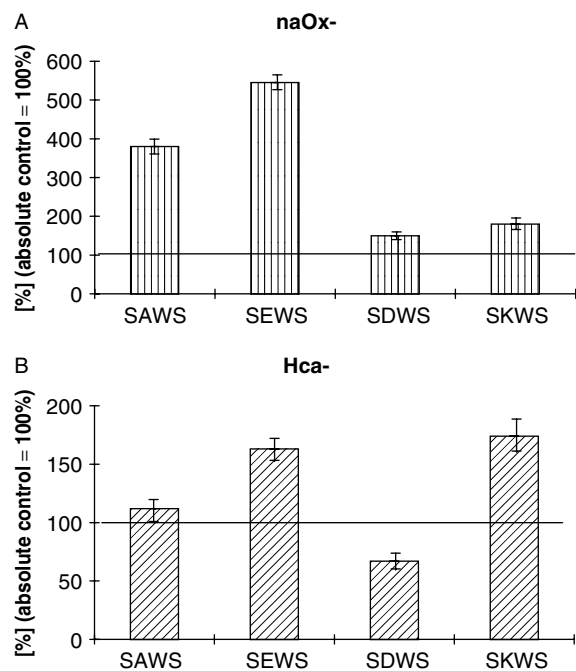 A
naOx-
[%] (absolute control = 100%)
600
500
400
300
200
100
0
SAWS SEWS SDWS SKWS
B
Hca-
[%] (absolute control = 100%)
200
150
100
50
0
SAWS SEWS SDWS SKWS